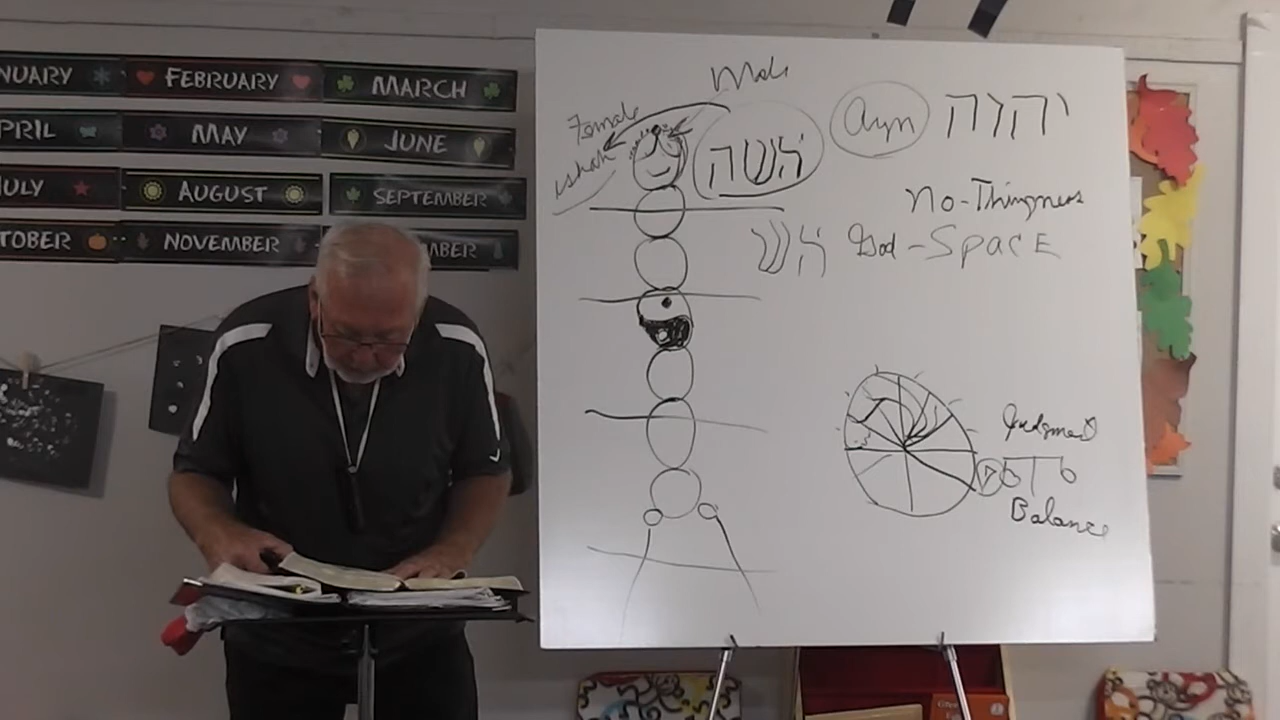 NUARY FEBRUARY MARCH
PRIL MAY JUNE
ULY AUGUST SEPTEMBER
TOBER NOVEMBER MBER
Male
Female
ishah
אשה
Ayn יהוה
No-Thingness
אש God - SpacE
Judgment
Balance